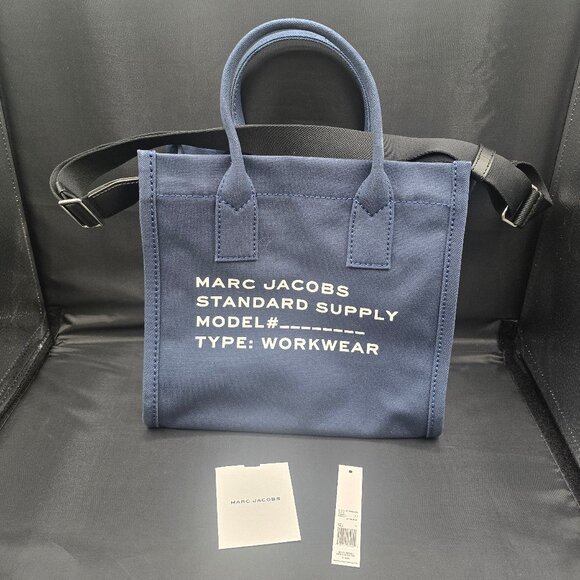 MARC JACOBS
STANDARD SUPPLY
MODEL#________
TYPE: WORKWEAR
MARC JACOBS